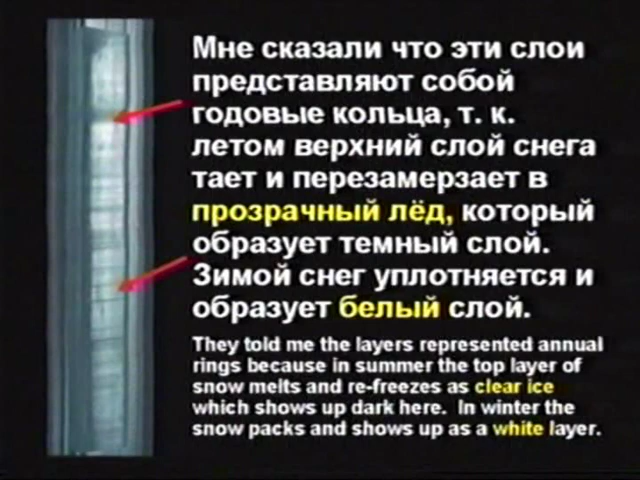 Мне сказали что эти слои
представляют собой
годовые кольца, т. к.
летом верхний слой снега
тает и перезамерзает в
прозрачный лёд, который
образует темный слой.
Зимой снег уплотняется и
образует белый слой.
They told me the layers represented annual
rings because in summer the top layer of
snow melts and re-freezes as clear ice
which shows up dark here. In winter the
snow packs and shows up as a white layer.